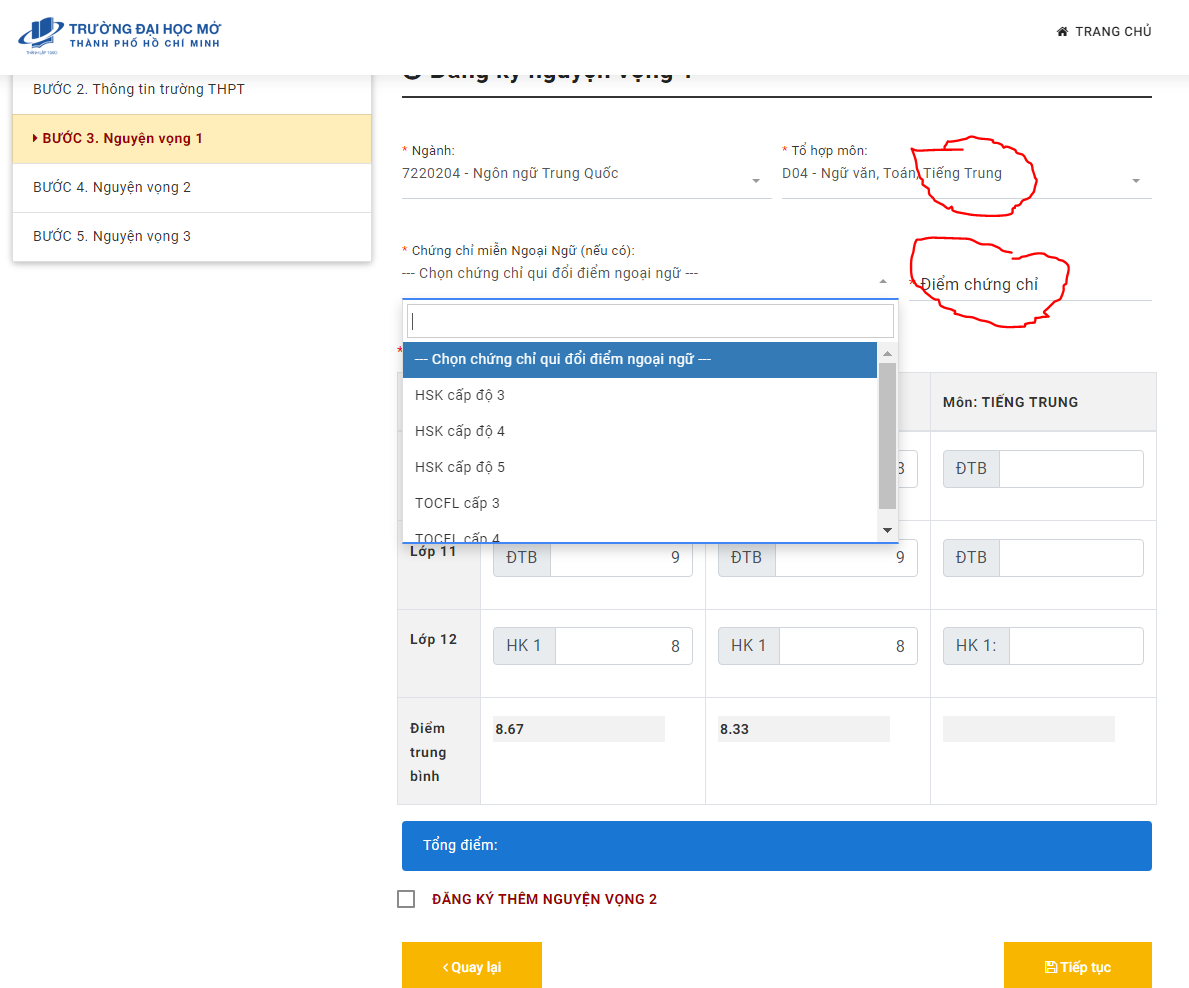 TRƯỜNG ĐẠI HỌC MỞ
THÀNH PHỐ HỒ CHÍ MINH
TRANG CHỦ
BƯỚC 2. Thông tin trường THPT
BƯỚC 3. Nguyện vọng 1
BƯỚC 4. Nguyện vọng 2
BƯỚC 5. Nguyện vọng 3
Đăng ký nguyện vọng 1
* Ngành:
7220204 - Ngôn ngữ Trung Quốc
* Tổ hợp môn:
D04 - Ngữ văn, Toán, Tiếng Trung
* Chứng chỉ miễn Ngoại Ngữ (nếu có):
--- Chọn chứng chỉ qui đổi điểm ngoại ngữ ---
* Điểm chứng chỉ
--- Chọn chứng chỉ qui đổi điểm ngoại ngữ ---
HSK cấp độ 3
HSK cấp độ 4
HSK cấp độ 5
TOCFL cấp 3
TOCFL cấp 4
*
Môn: TIẾNG TRUNG
3 ĐTB
Lớp 11 ĐTB 9 ĐTB 9 ĐTB
Lớp 12 HK 1 8 HK 1 8 HK 1:
Điểm trung bình 8.67 8.33
Tổng điểm:
ĐĂNG KÝ THÊM NGUYỆN VỌNG 2
Quay lại
Tiếp tục